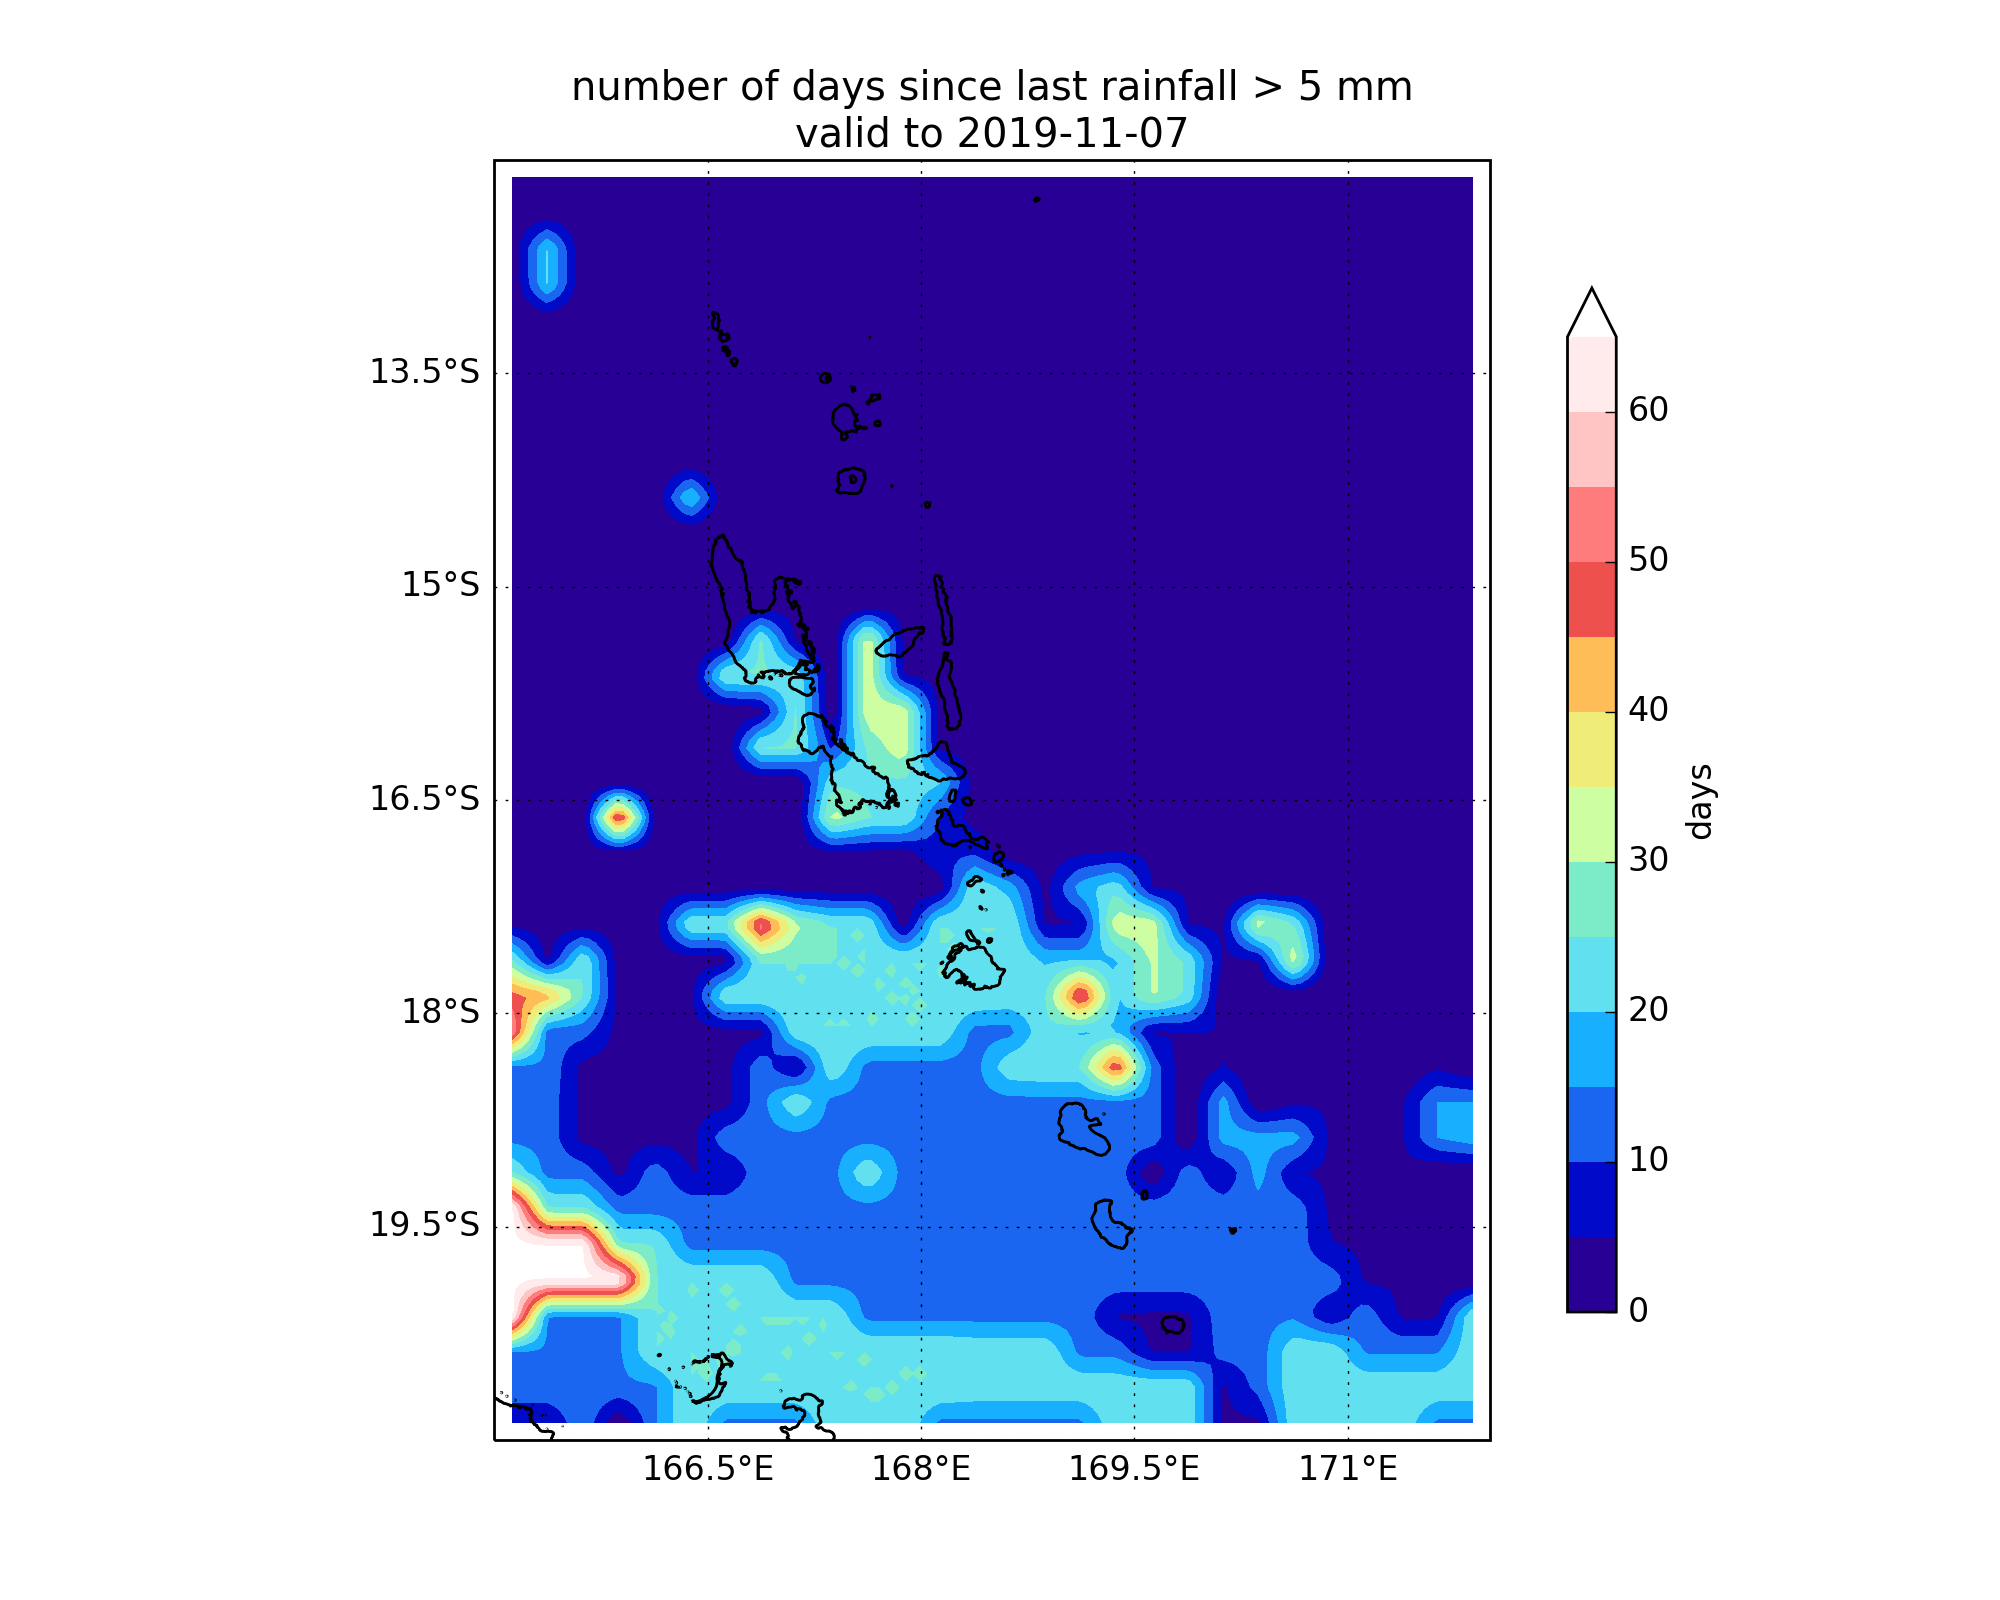 number of days since last rainfall > 5 mm
valid to 2019-11-07
13.5°S
15°S
16.5°S
18°S
19.5°S
166.5°E
168°E
169.5°E
171°E
60
50
40
30
20
10
0
days